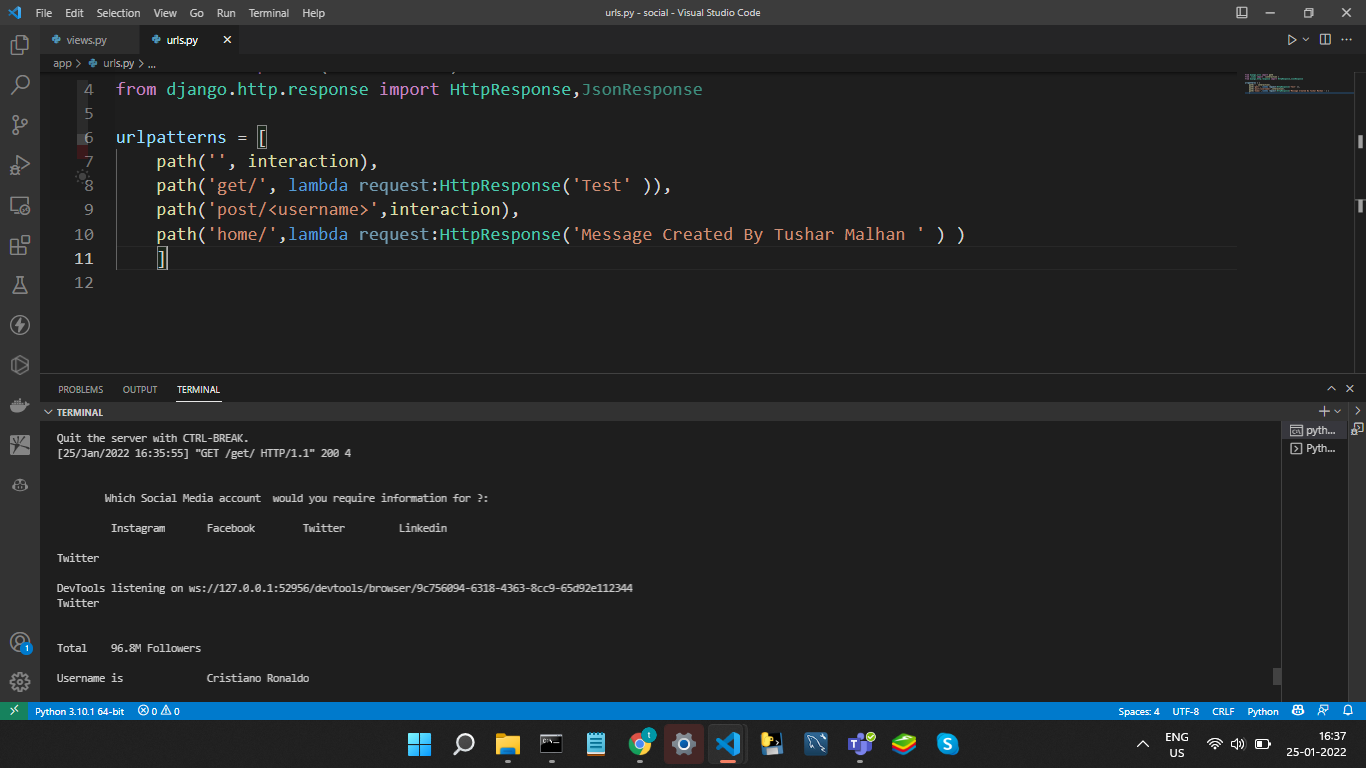 File Edit Selection View Go Run Terminal Help
urls.py - social - Visual Studio Code
views.py
urls.py
app > urls.py > ...
4 from django.http.response import HttpResponse,JsonResponse
5
6 urlpatterns = [
7 path('', interaction),
8 path('get/', lambda request:HttpResponse('Test' )),
9 path('post/<username>',interaction),
10 path('home/',lambda request:HttpResponse('Message Created By Tushar Malhan ' ) )
11 ]
12
PROBLEMS OUTPUT TERMINAL
TERMINAL
Quit the server with CTRL-BREAK.
[25/Jan/2022 16:35:55] "GET /get/ HTTP/1.1" 200 4
Which Social Media account would you require information for ?:
Instagram Facebook Twitter Linkedin
Twitter
DevTools listening on ws://127.0.0.1:52956/devtools/browser/9c756094-6318-4363-8cc9-65d92e112344
Twitter
Total 96.8M Followers
Username is Cristiano Ronaldo
pyth...
Pyth...
1
Python 3.10.1 64-bit 0 0
Spaces: 4 UTF-8 CRLF Python
t
ENG
US
16:37
25-01-2022